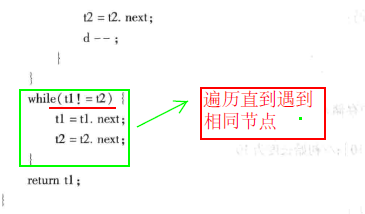 t2 = t2. next;
d -- ;
}
}
while(t1! = t2) {
t1 = t1. next;
t2 = t2. next;
}
return t1;
}
遍历直到遇到
相同节点